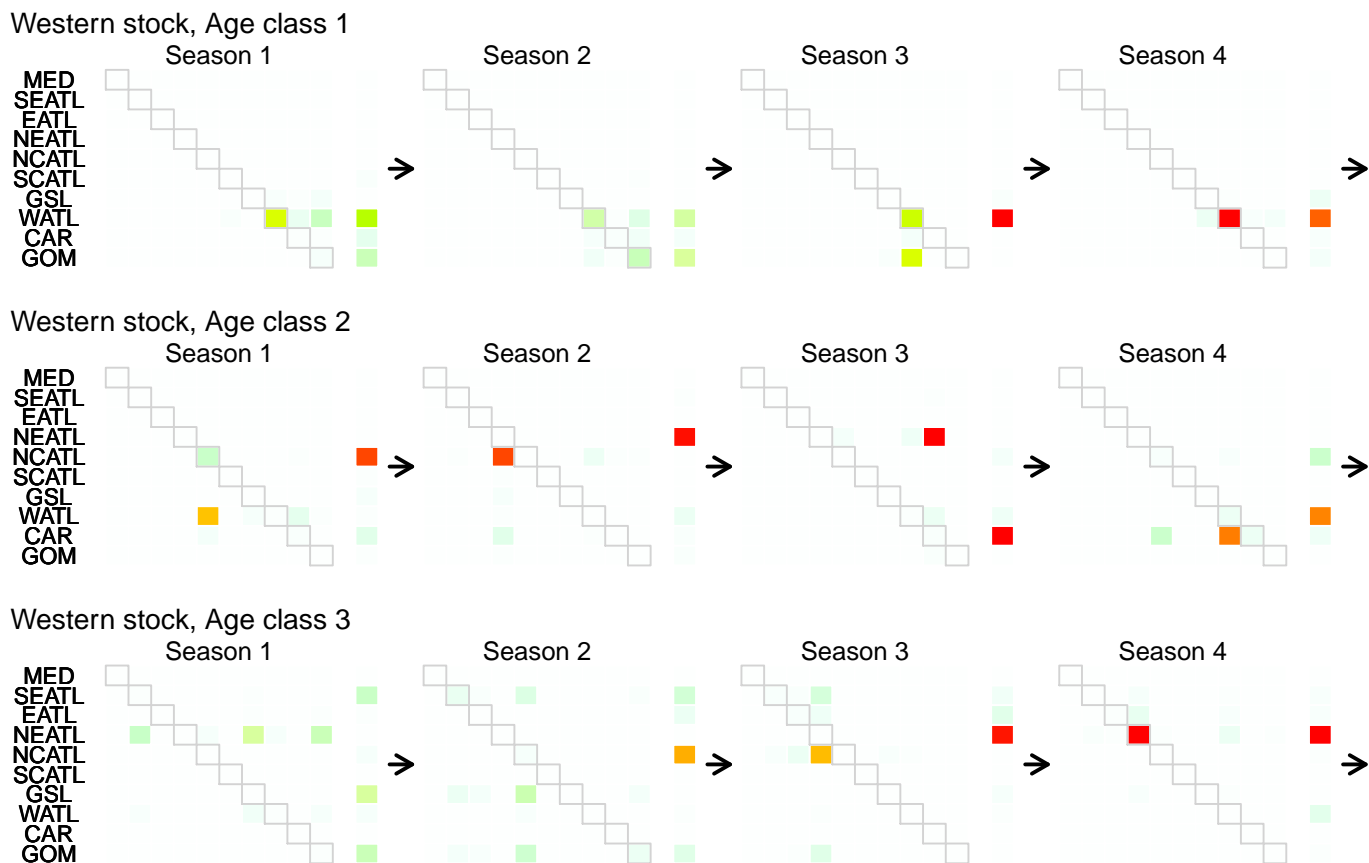 Western stock, Age class 1
Season 1 Season 2 Season 3 Season 4
MED
SEATL
EATL
NEATL
NCATL
SCATL
GSL
WATL
CAR
GOM
Western stock, Age class 2
Season 1 Season 2 Season 3 Season 4
MED
SEATL
EATL
NEATL
NCATL
SCATL
GSL
WATL
CAR
GOM
Western stock, Age class 3
Season 1 Season 2 Season 3 Season 4
MED
SEATL
EATL
NEATL
NCATL
SCATL
GSL
WATL
CAR
GOM